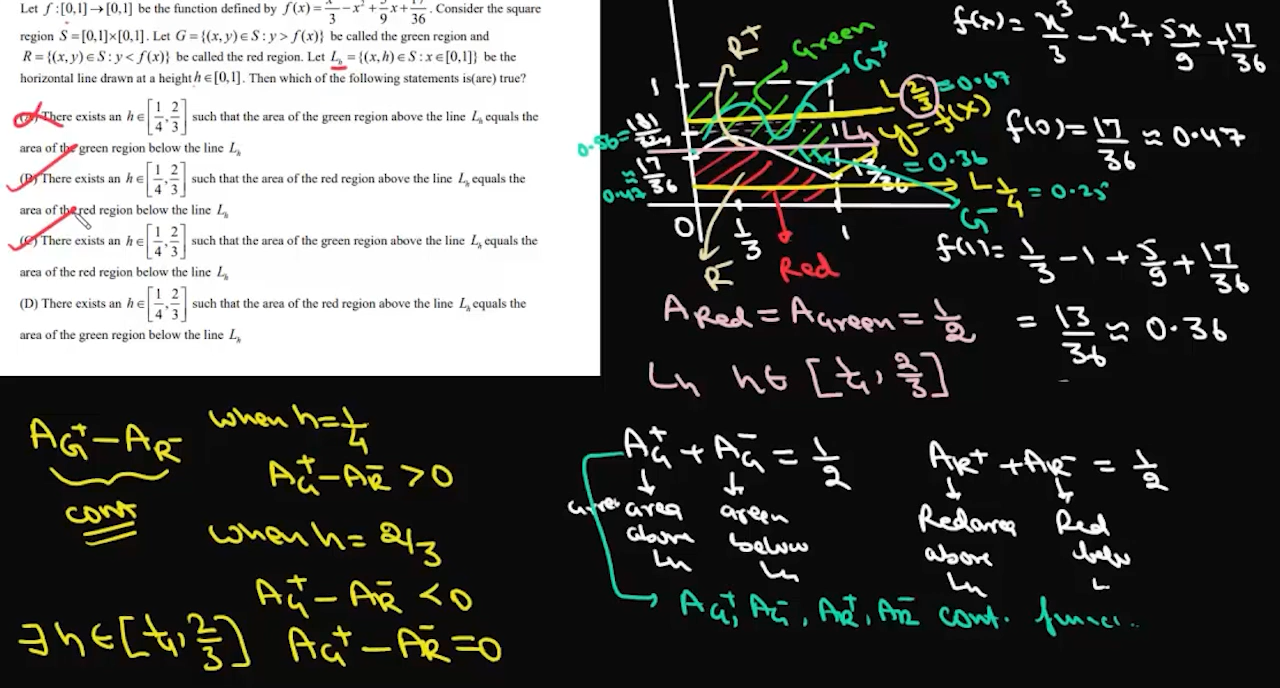 Let f :[0,1]→[0,1] be the function defined by f(x) = x/3 − x² + 5/9 x + 17/36. Consider the square
region S = [0,1]×[0,1]. Let G = {(x, y) ∈ S : y > f(x)} be called the green region and
R = {(x, y) ∈ S : y < f(x)} be called the red region. Let L_h = {(x, h) ∈ S : x ∈ [0,1]} be the
horizontal line drawn at a height h ∈ [0,1]. Then which of the following statements is(are) true?
There exists an h ∈ [1/4, 2/3] such that the area of the green region above the line L_h equals the
area of the green region below the line L_h
(B) There exists an h ∈ [1/4, 2/3] such that the area of the red region above the line L_h equals the
area of the red region below the line L_h
(C) There exists an h ∈ [1/4, 2/3] such that the area of the green region above the line L_h equals the
area of the red region below the line L_h
(D) There exists an h ∈ [1/4, 2/3] such that the area of the red region above the line L_h equals the
area of the green region below the line L_h
f(x) = x³/3 − x² + 5x/9 + 17/36
f(0) = 17/36 ≈ 0.47
f(1) = 1/3 − 1 + 5/9 + 17/36
= 13/36 ≈ 0.36
R⁺
Green
G⁺
1
L 2/3 = 0.67
L_h
y = f(x)
17/36
0.47
13/36
= 0.36
L 1/4 = 0.25
0
1/3
1
G⁻
R⁻
Red
A Red = A Green = 1/2
L_h h ∈ [1/4, 2/3]
A_G⁺ + A_G⁻ = 1/2
A_R⁺ + A_R⁻ = 1/2
area above L_h
green below L_h
Red area above L_h
Red
A_G⁺, A_G⁻, A_R⁺, A_R⁻ cont.
A_G⁺ − A_R⁻
cont
when h = 1/4
A_G⁺ − A_R⁻ > 0
when h = 2/3
A_G⁺ − A_R⁻ < 0
∃ h ∈ [1/4, 2/3] A_G⁺ − A_R⁻ = 0